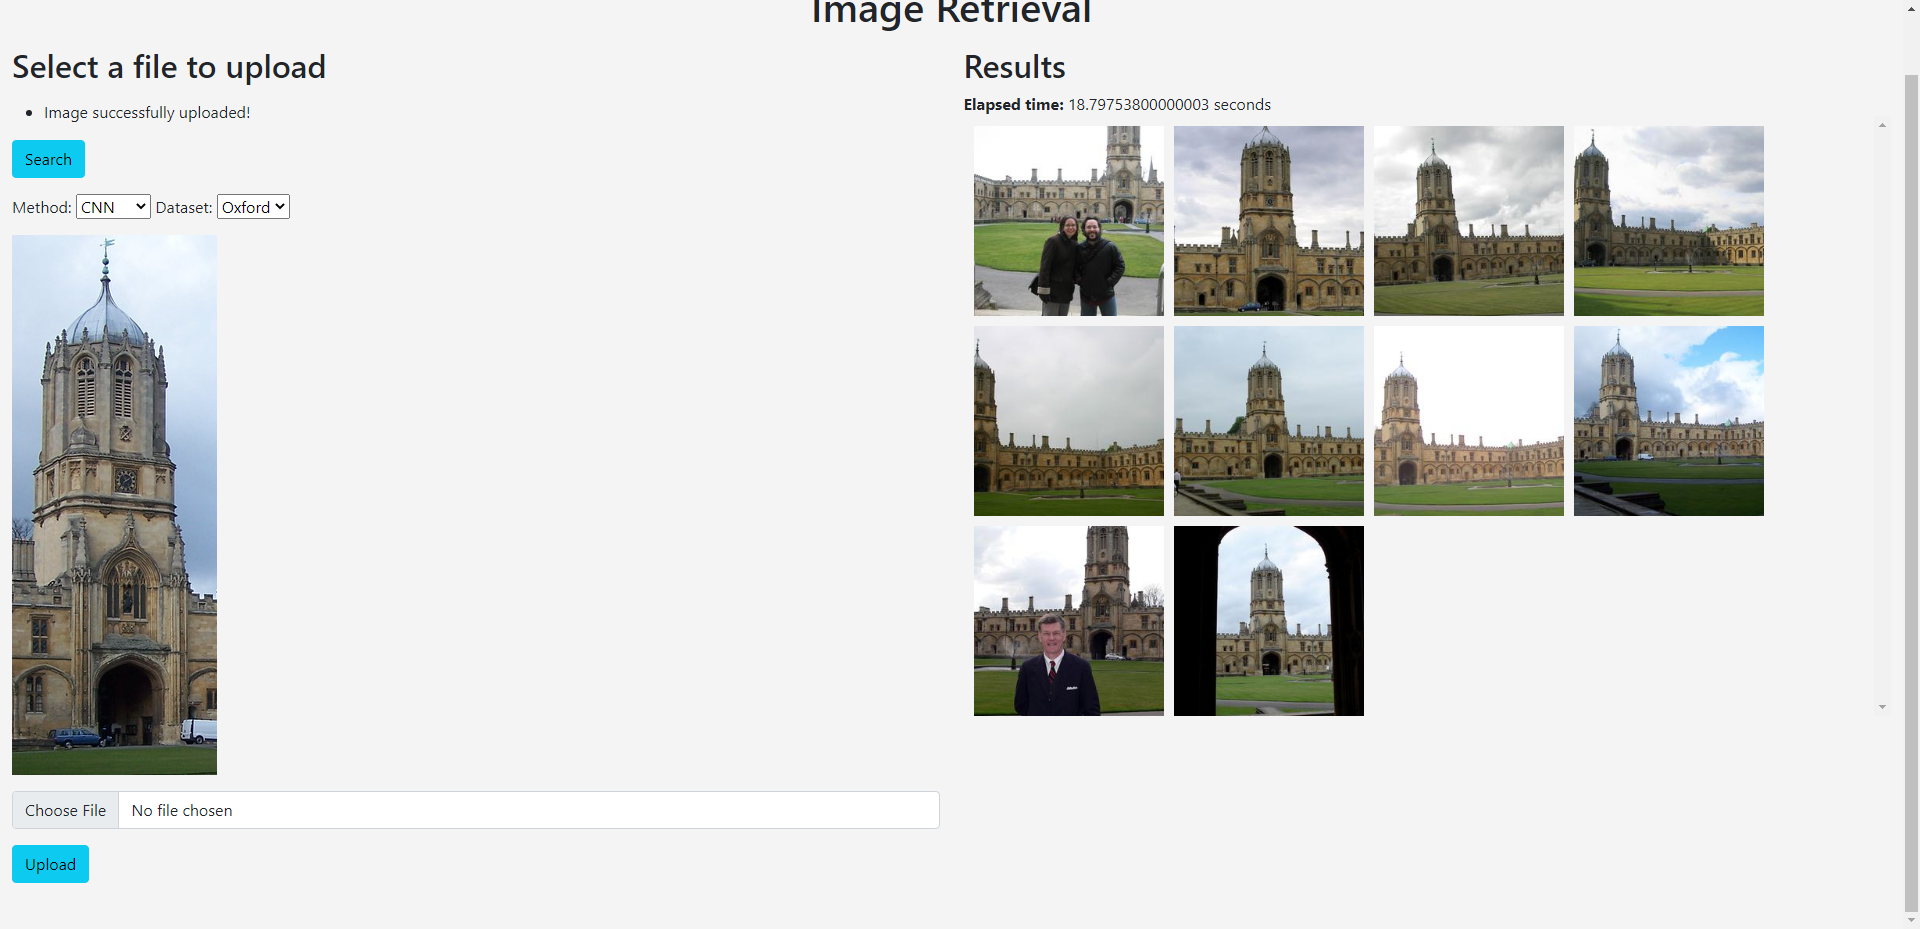 Image Retrieval
Select a file to upload
Image successfully uploaded!
Search
Method: CNN Dataset: Oxford
Choose File No file chosen
Upload
Results
Elapsed time: 18.79753800000003 seconds